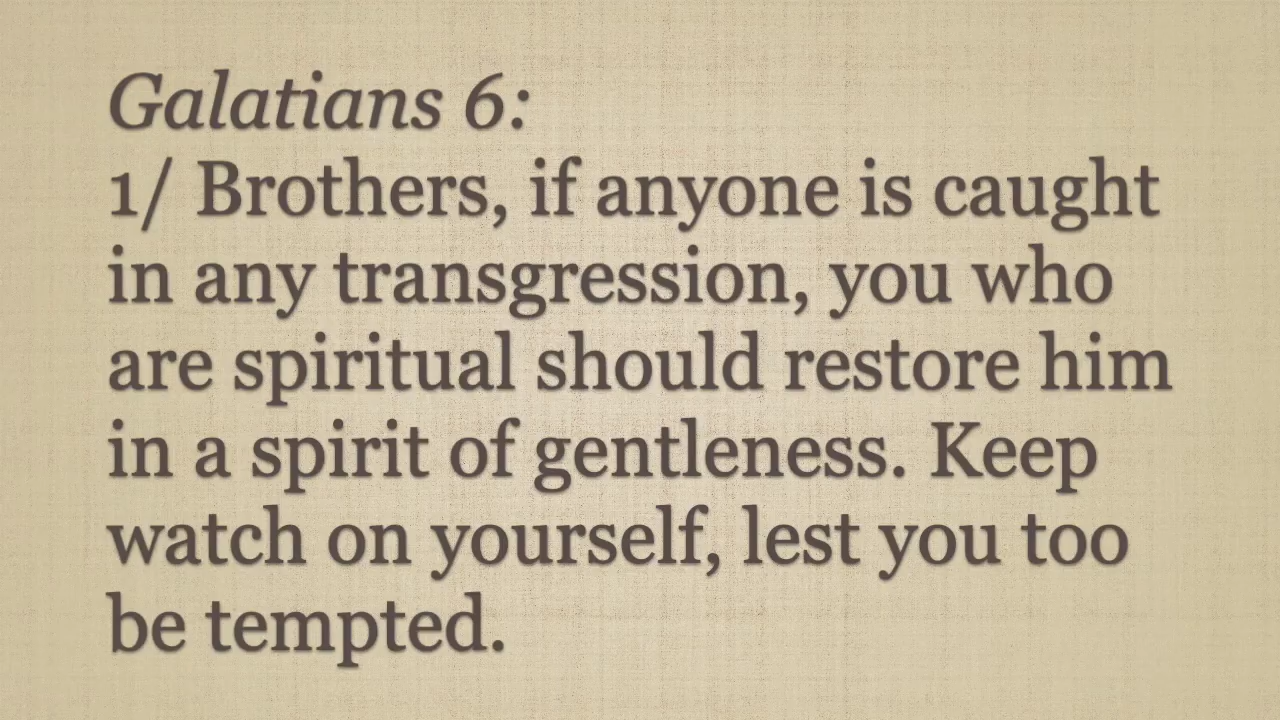 Galatians 6:
1/ Brothers, if anyone is caught
in any transgression, you who
are spiritual should restore him
in a spirit of gentleness. Keep
watch on yourself, lest you too
be tempted.